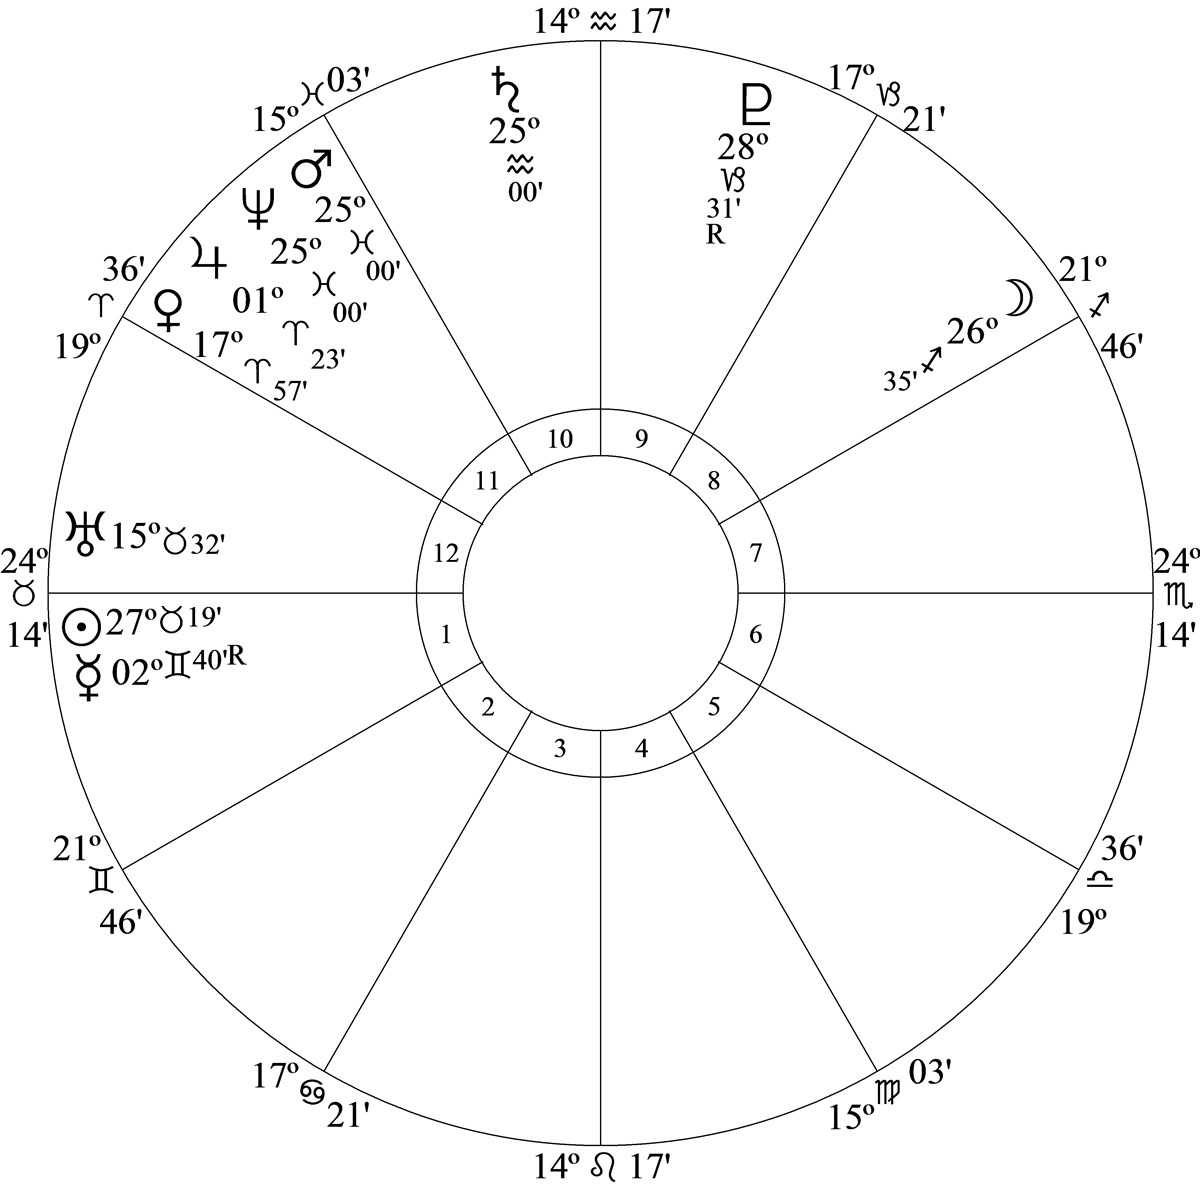 14º ♒ 17'
♓ 03'
15º
17º ♑
21'
♄
25º
♒
00'
♇
28º
♑
31'
R
♂
25º
♓
00'
♆
25º
♓
00'
♃
01º
♈
23'
♀
17º
♈
57'
36'
♈
19º
21º
♐
46'
☽
26º
♐
35'
10 9
11 8
12 7
1 6
2 5
3 4
♅ 15º ♉ 32'
24º
♉
14'
24º
♏
14'
☉ 27º ♉ 19'
☿ 02º ♊ 40' R
21º
♊
46'
36'
♎
19º
17º ♋
21'
03'
15º ♍
14º ♌ 17'